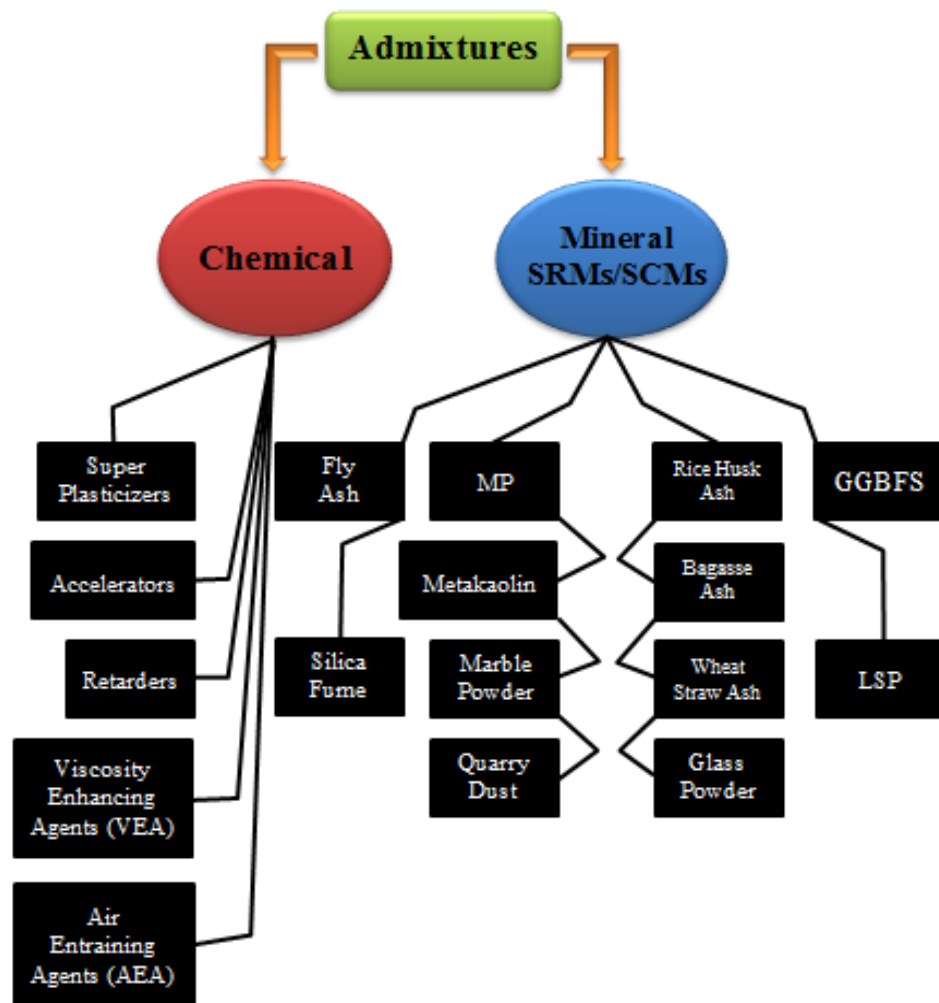 Admixtures
Chemical
Mineral
SRMs/SCMs
Super
Plasticizers
Accelerators
Retarders
Viscosity
Enhancing
Agents (VEA)
Air
Entraining
Agents (AEA)
Fly
Ash
Silica
Fume
MP
Metakaolin
Marble
Powder
Quarry
Dust
Rice Husk
Ash
Bagasse
Ash
Wheat
Straw Ash
Glass
Powder
GGBFS
LSP